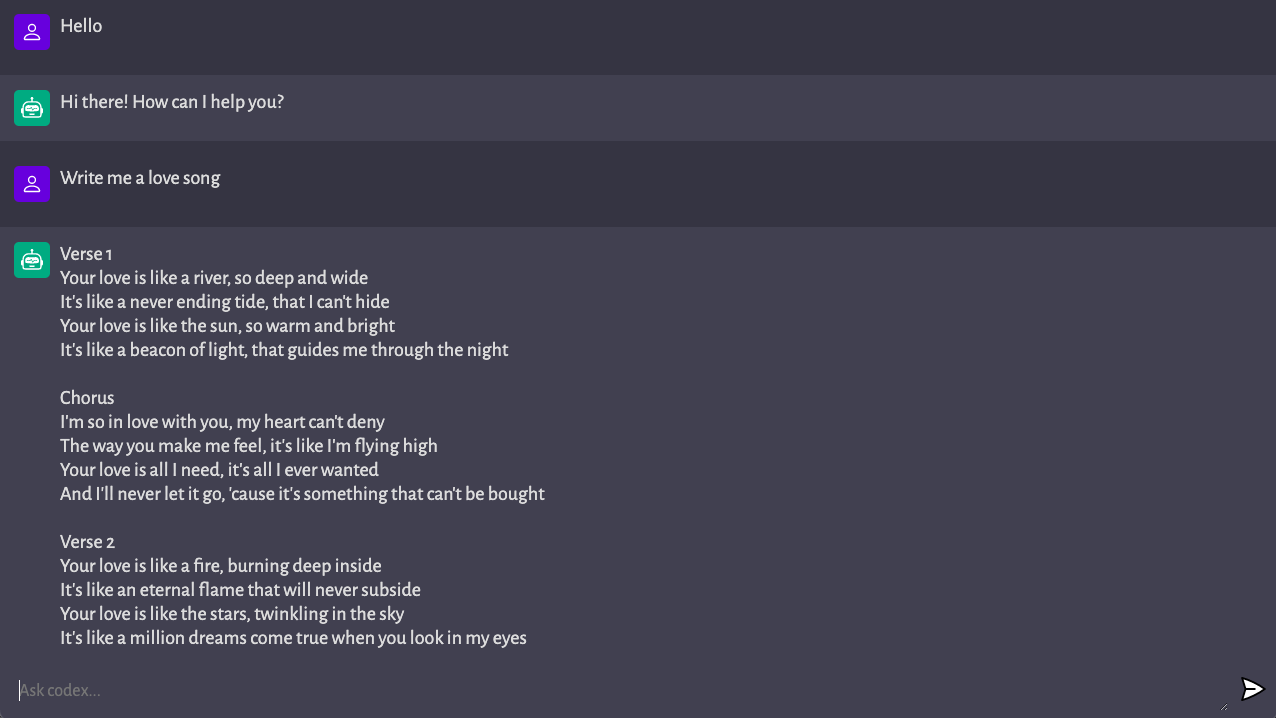 Hello
Hi there! How can I help you?
Write me a love song
Verse 1
Your love is like a river, so deep and wide
It's like a never ending tide, that I can't hide
Your love is like the sun, so warm and bright
It's like a beacon of light, that guides me through the night
Chorus
I'm so in love with you, my heart can't deny
The way you make me feel, it's like I'm flying high
Your love is all I need, it's all I ever wanted
And I'll never let it go, 'cause it's something that can't be bought
Verse 2
Your love is like a fire, burning deep inside
It's like an eternal flame that will never subside
Your love is like the stars, twinkling in the sky
It's like a million dreams come true when you look in my eyes
Ask codex...